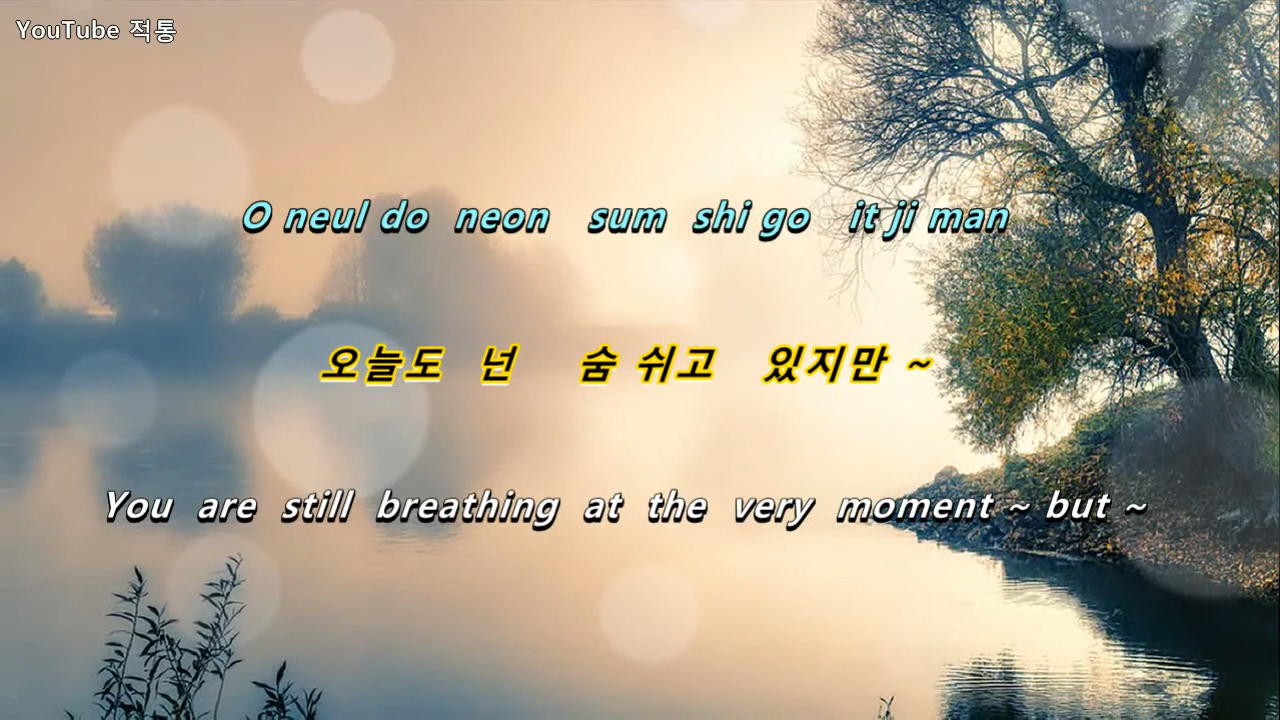 YouTube 적통
O neul do neon sum shi go it ji man
오늘도 넌 숨 쉬고 있지만 ~
You are still breathing at the very moment ~ but ~